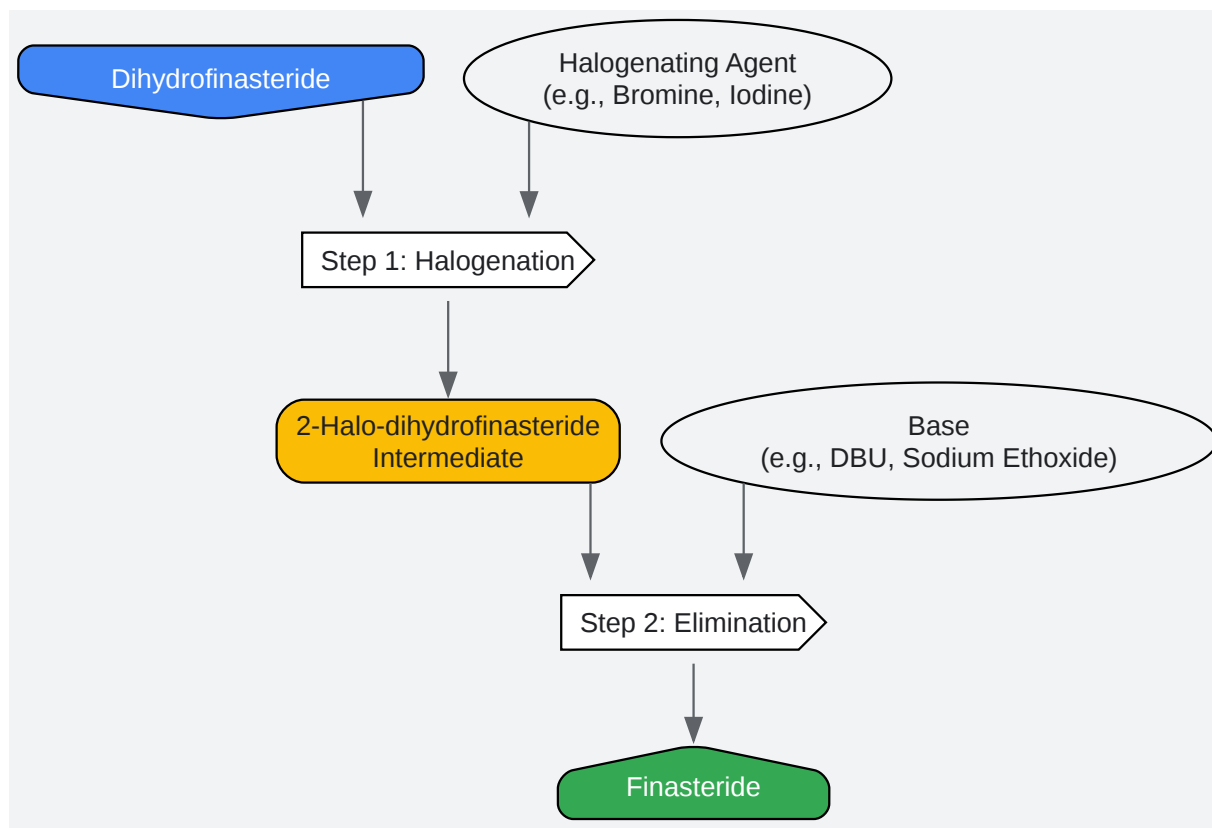 Dihydrofinasteride
Halogenating Agent
(e.g., Bromine, Iodine)
Step 1: Halogenation
2-Halo-dihydrofinasteride
Intermediate
Base
(e.g., DBU, Sodium Ethoxide)
Step 2: Elimination
Finasteride